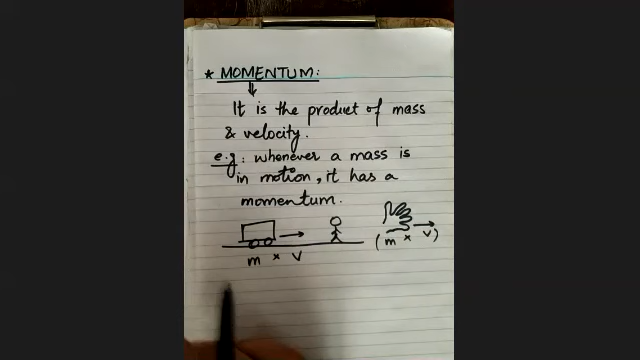 * MOMENTUM:
It is the product of mass
& velocity.
e.g: whenever a mass is
in motion, it has a
momentum.
m × v
(m × v)